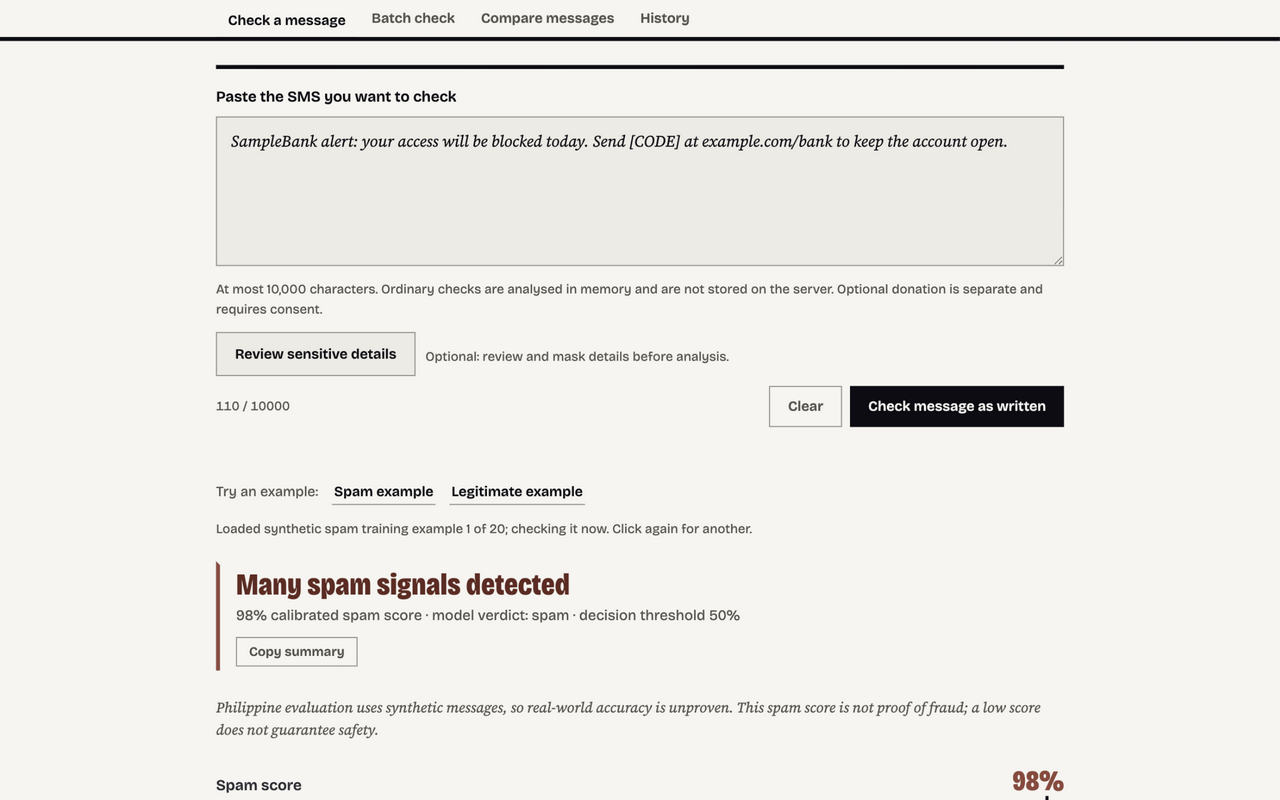 Check a message
Batch check
Compare messages
History
Paste the SMS you want to check
SampleBank alert: your access will be blocked today. Send [CODE] at example.com/bank to keep the account open.
At most 10,000 characters. Ordinary checks are analysed in memory and are not stored on the server. Optional donation is separate and
requires consent.
Review sensitive details
Optional: review and mask details before analysis.
110 / 10000
Clear
Check message as written
Try an example:
Spam example
Legitimate example
Loaded synthetic spam training example 1 of 20; checking it now. Click again for another.
Many spam signals detected
98% calibrated spam score · model verdict: spam · decision threshold 50%
Copy summary
Philippine evaluation uses synthetic messages, so real-world accuracy is unproven. This spam score is not proof of fraud; a low score
does not guarantee safety.
Spam score
98%